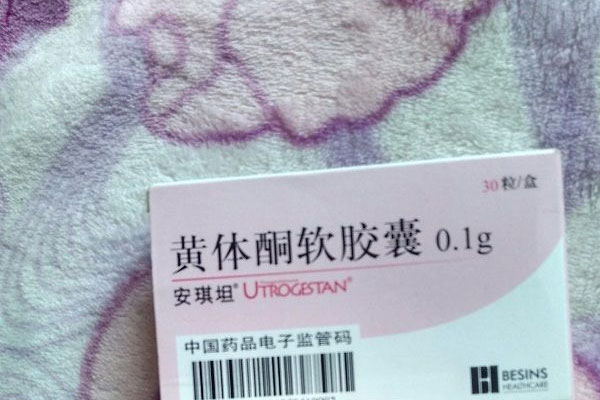 30粒/盒
黄体酮软胶囊 0.1g
安琪坦® UTROGESTAN®
中国药品电子监管码
BESINS
HEALTHCARE